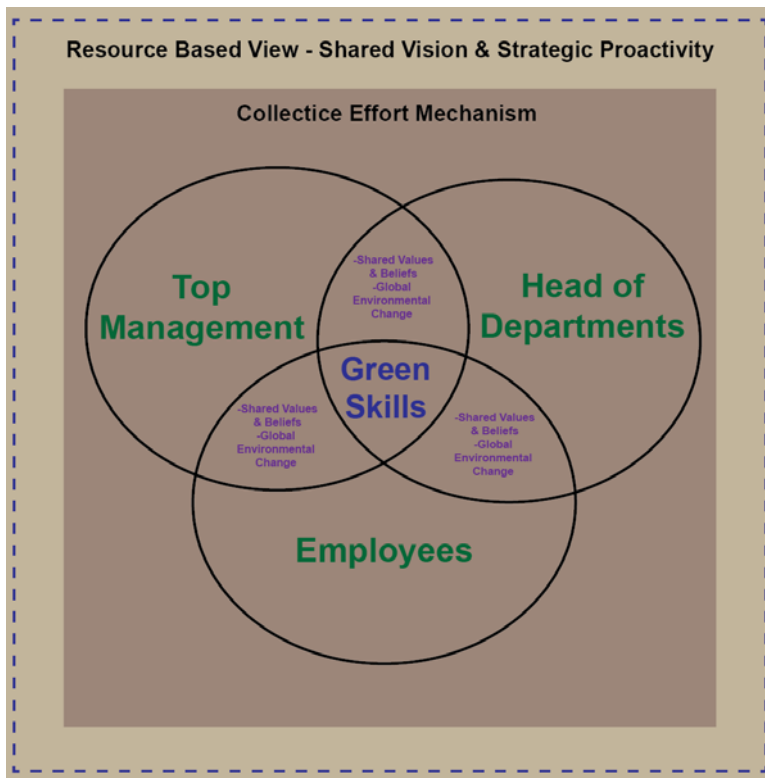 Resource Based View - Shared Vision & Strategic Proactivity
Collectice Effort Mechanism
-Shared Values
& Beliefs
-Global
Environmental
Change
Top
Management
Head of
Departments
Green
Skills
-Shared Values
& Beliefs
-Global
Environmental
Change
-Shared Values
& Beliefs
-Global
Environmental
Change
Employees